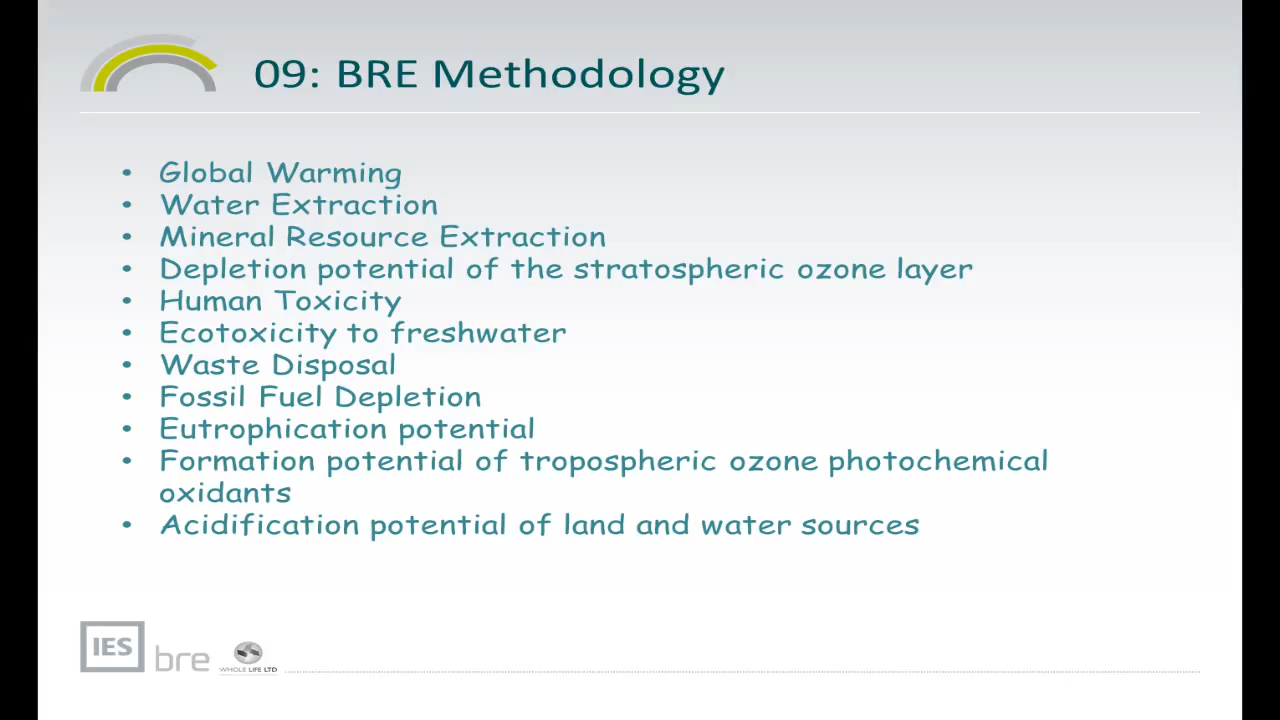 09: BRE Methodology
• Global Warming
• Water Extraction
• Mineral Resource Extraction
• Depletion potential of the stratospheric ozone layer
• Human Toxicity
• Ecotoxicity to freshwater
• Waste Disposal
• Fossil Fuel Depletion
• Eutrophication potential
• Formation potential of tropospheric ozone photochemical
oxidants
• Acidification potential of land and water sources
IES
bre
WHOLE LIFE LTD